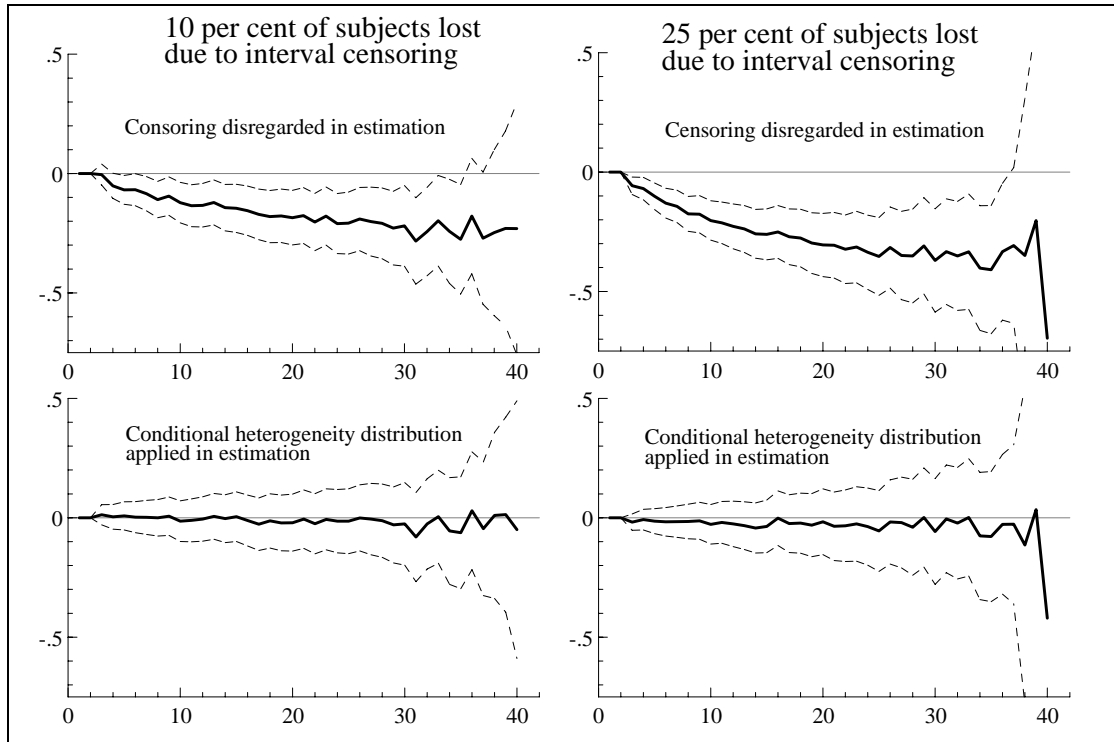 10 per cent of subjects lost
due to interval censoring
.5
Consoring disregarded in estimation
0
-.5
0 10 20 30 40
25 per cent of subjects lost
due to interval censoring
.5
Censoring disregarded in estimation
0
-.5
0 10 20 30 40
.5
Conditional heterogeneity distribution
applied in estimation
0
-.5
0 10 20 30 40
.5
Conditional heterogeneity distribution
applied in estimation
0
-.5
0 10 20 30 40